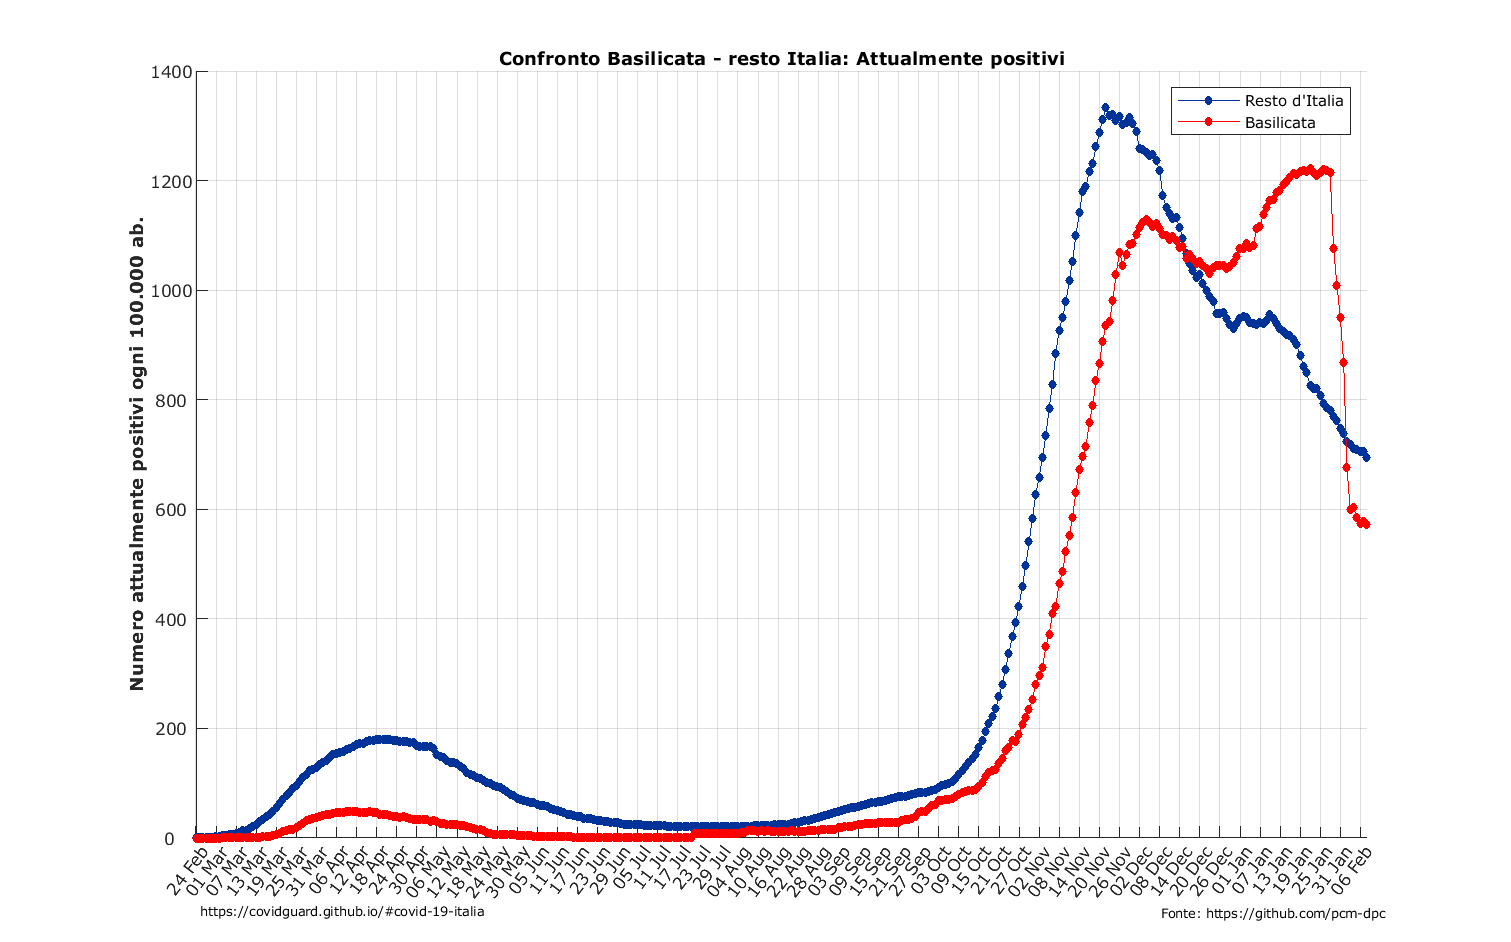 Confronto Basilicata - resto Italia: Attualmente positivi
Resto d'Italia
Basilicata
Numero attualmente positivi ogni 100.000 ab.
1400
1200
1000
800
600
400
200
0
24 Feb
01 Mar
07 Mar
13 Mar
19 Mar
25 Mar
31 Mar
06 Apr
12 Apr
18 Apr
24 Apr
30 Apr
06 May
12 May
18 May
24 May
30 May
05 Jun
11 Jun
17 Jun
23 Jun
29 Jun
05 Jul
11 Jul
17 Jul
23 Jul
29 Jul
04 Aug
10 Aug
16 Aug
22 Aug
28 Aug
03 Sep
09 Sep
15 Sep
21 Sep
27 Sep
03 Oct
09 Oct
15 Oct
21 Oct
27 Oct
02 Nov
08 Nov
14 Nov
20 Nov
26 Nov
02 Dec
08 Dec
14 Dec
20 Dec
26 Dec
01 Jan
07 Jan
13 Jan
19 Jan
25 Jan
31 Jan
06 Feb
https://covidguard.github.io/#covid-19-italia
Fonte: https://github.com/pcm-dpc